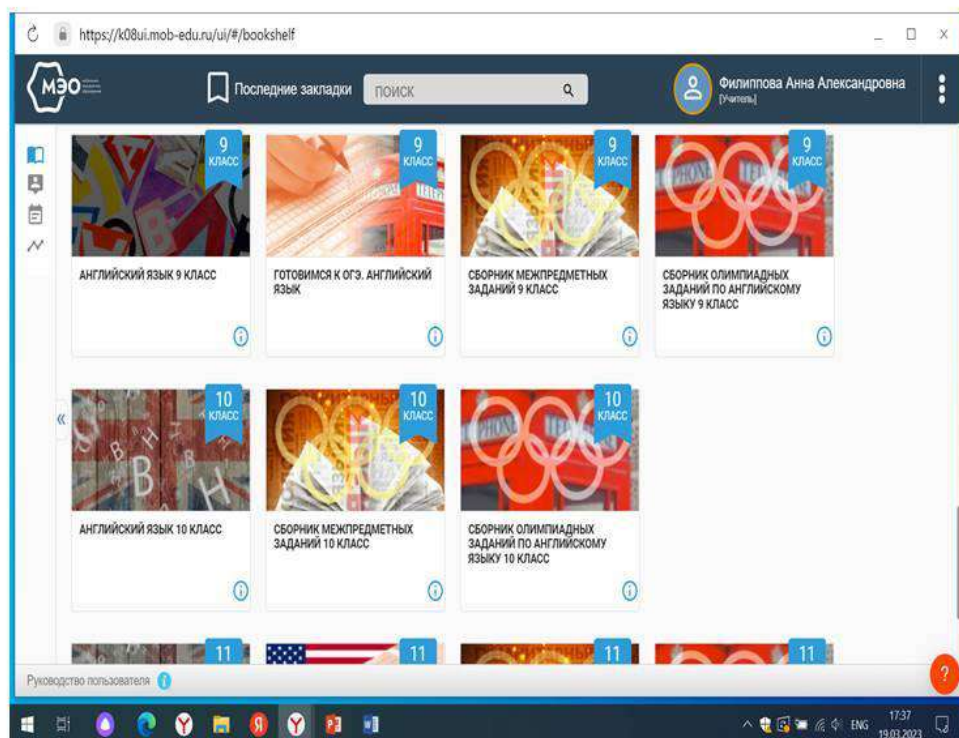 https://k08ui.mob-edu.ru/ui/#/bookshelf
МЭО
Последние закладки
поиск
Филиппова Анна Александровна
[Учитель]
9
КЛАСС
9
КЛАСС
9
КЛАСС
9
КЛАСС
АНГЛИЙСКИЙ ЯЗЫК 9 КЛАСС
ГОТОВИМСЯ К ОГЭ. АНГЛИЙСКИЙ
ЯЗЫК
СБОРНИК МЕЖПРЕДМЕТНЫХ
ЗАДАНИЙ 9 КЛАСС
СБОРНИК ОЛИМПИАДНЫХ
ЗАДАНИЙ ПО АНГЛИЙСКОМУ
ЯЗЫКУ 9 КЛАСС
10
КЛАСС
10
КЛАСС
10
КЛАСС
АНГЛИЙСКИЙ ЯЗЫК 10 КЛАСС
СБОРНИК МЕЖПРЕДМЕТНЫХ
ЗАДАНИЙ 10 КЛАСС
СБОРНИК ОЛИМПИАДНЫХ
ЗАДАНИЙ ПО АНГЛИЙСКОМУ
ЯЗЫКУ 10 КЛАСС
11
11
11
11
Руководство пользователя
?
ENG
17:37
19.03.2023